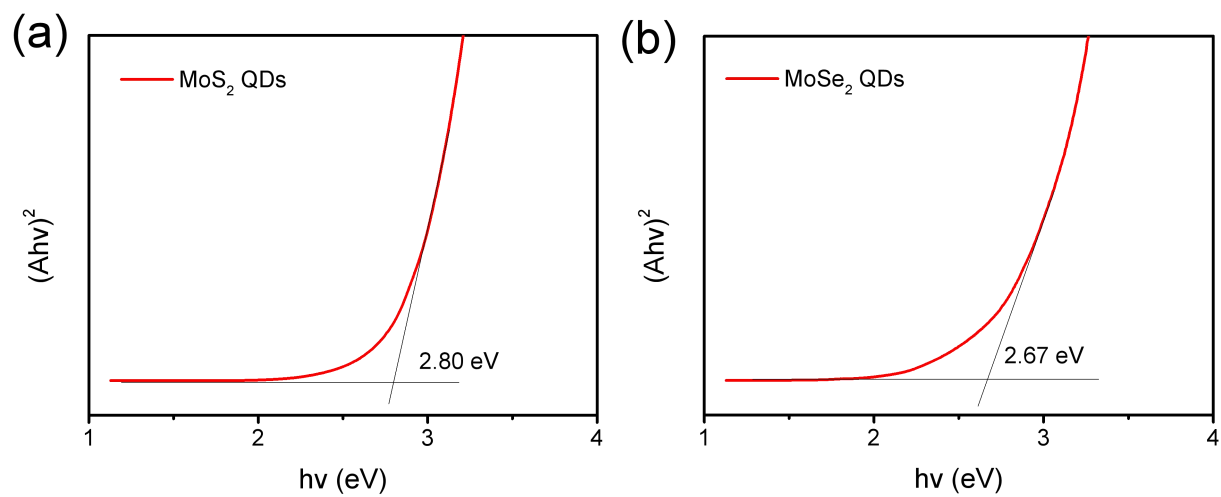 (a)
MoS₂ QDs
(Ahv)²
2.80 eV
1 2 3 4
hv (eV)
(b)
MoSe₂ QDs
(Ahv)²
2.67 eV
1 2 3 4
hv (eV)